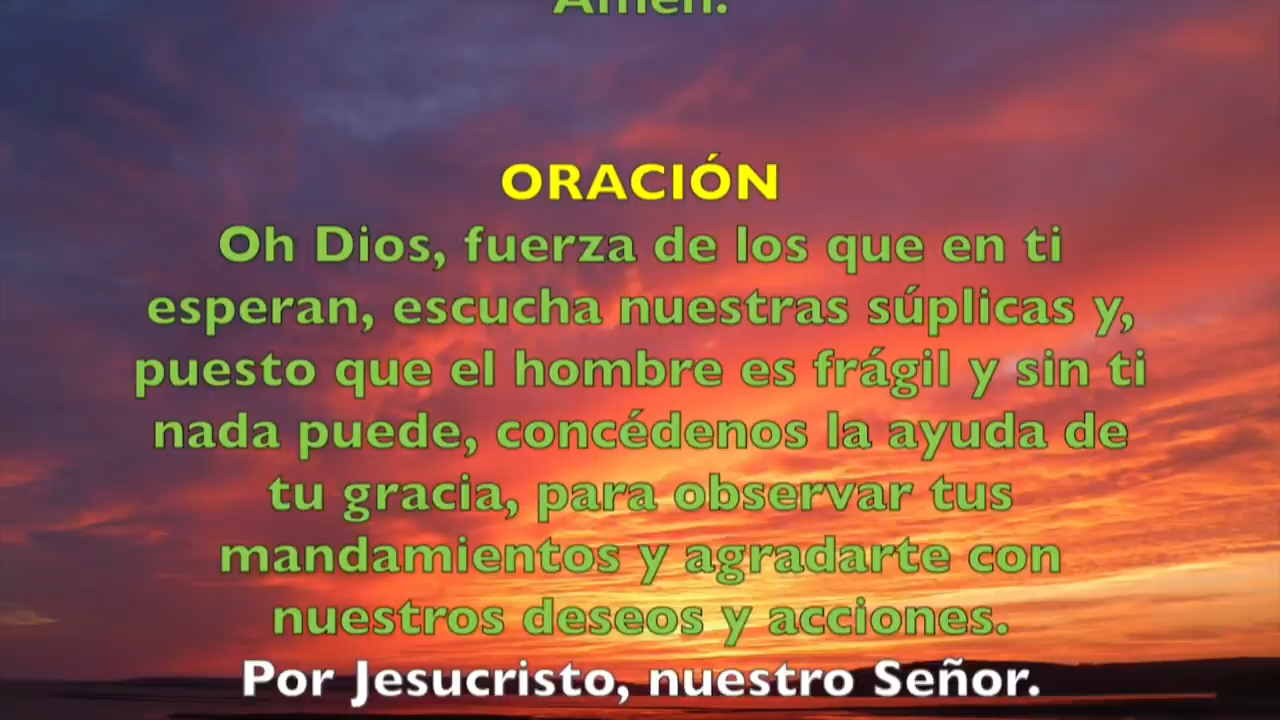 Amén.
ORACIÓN
Oh Dios, fuerza de los que en ti
esperan, escucha nuestras súplicas y,
puesto que el hombre es frágil y sin ti
nada puede, concédenos la ayuda de
tu gracia, para observar tus
mandamientos y agradarte con
nuestros deseos y acciones.
Por Jesucristo, nuestro Señor.